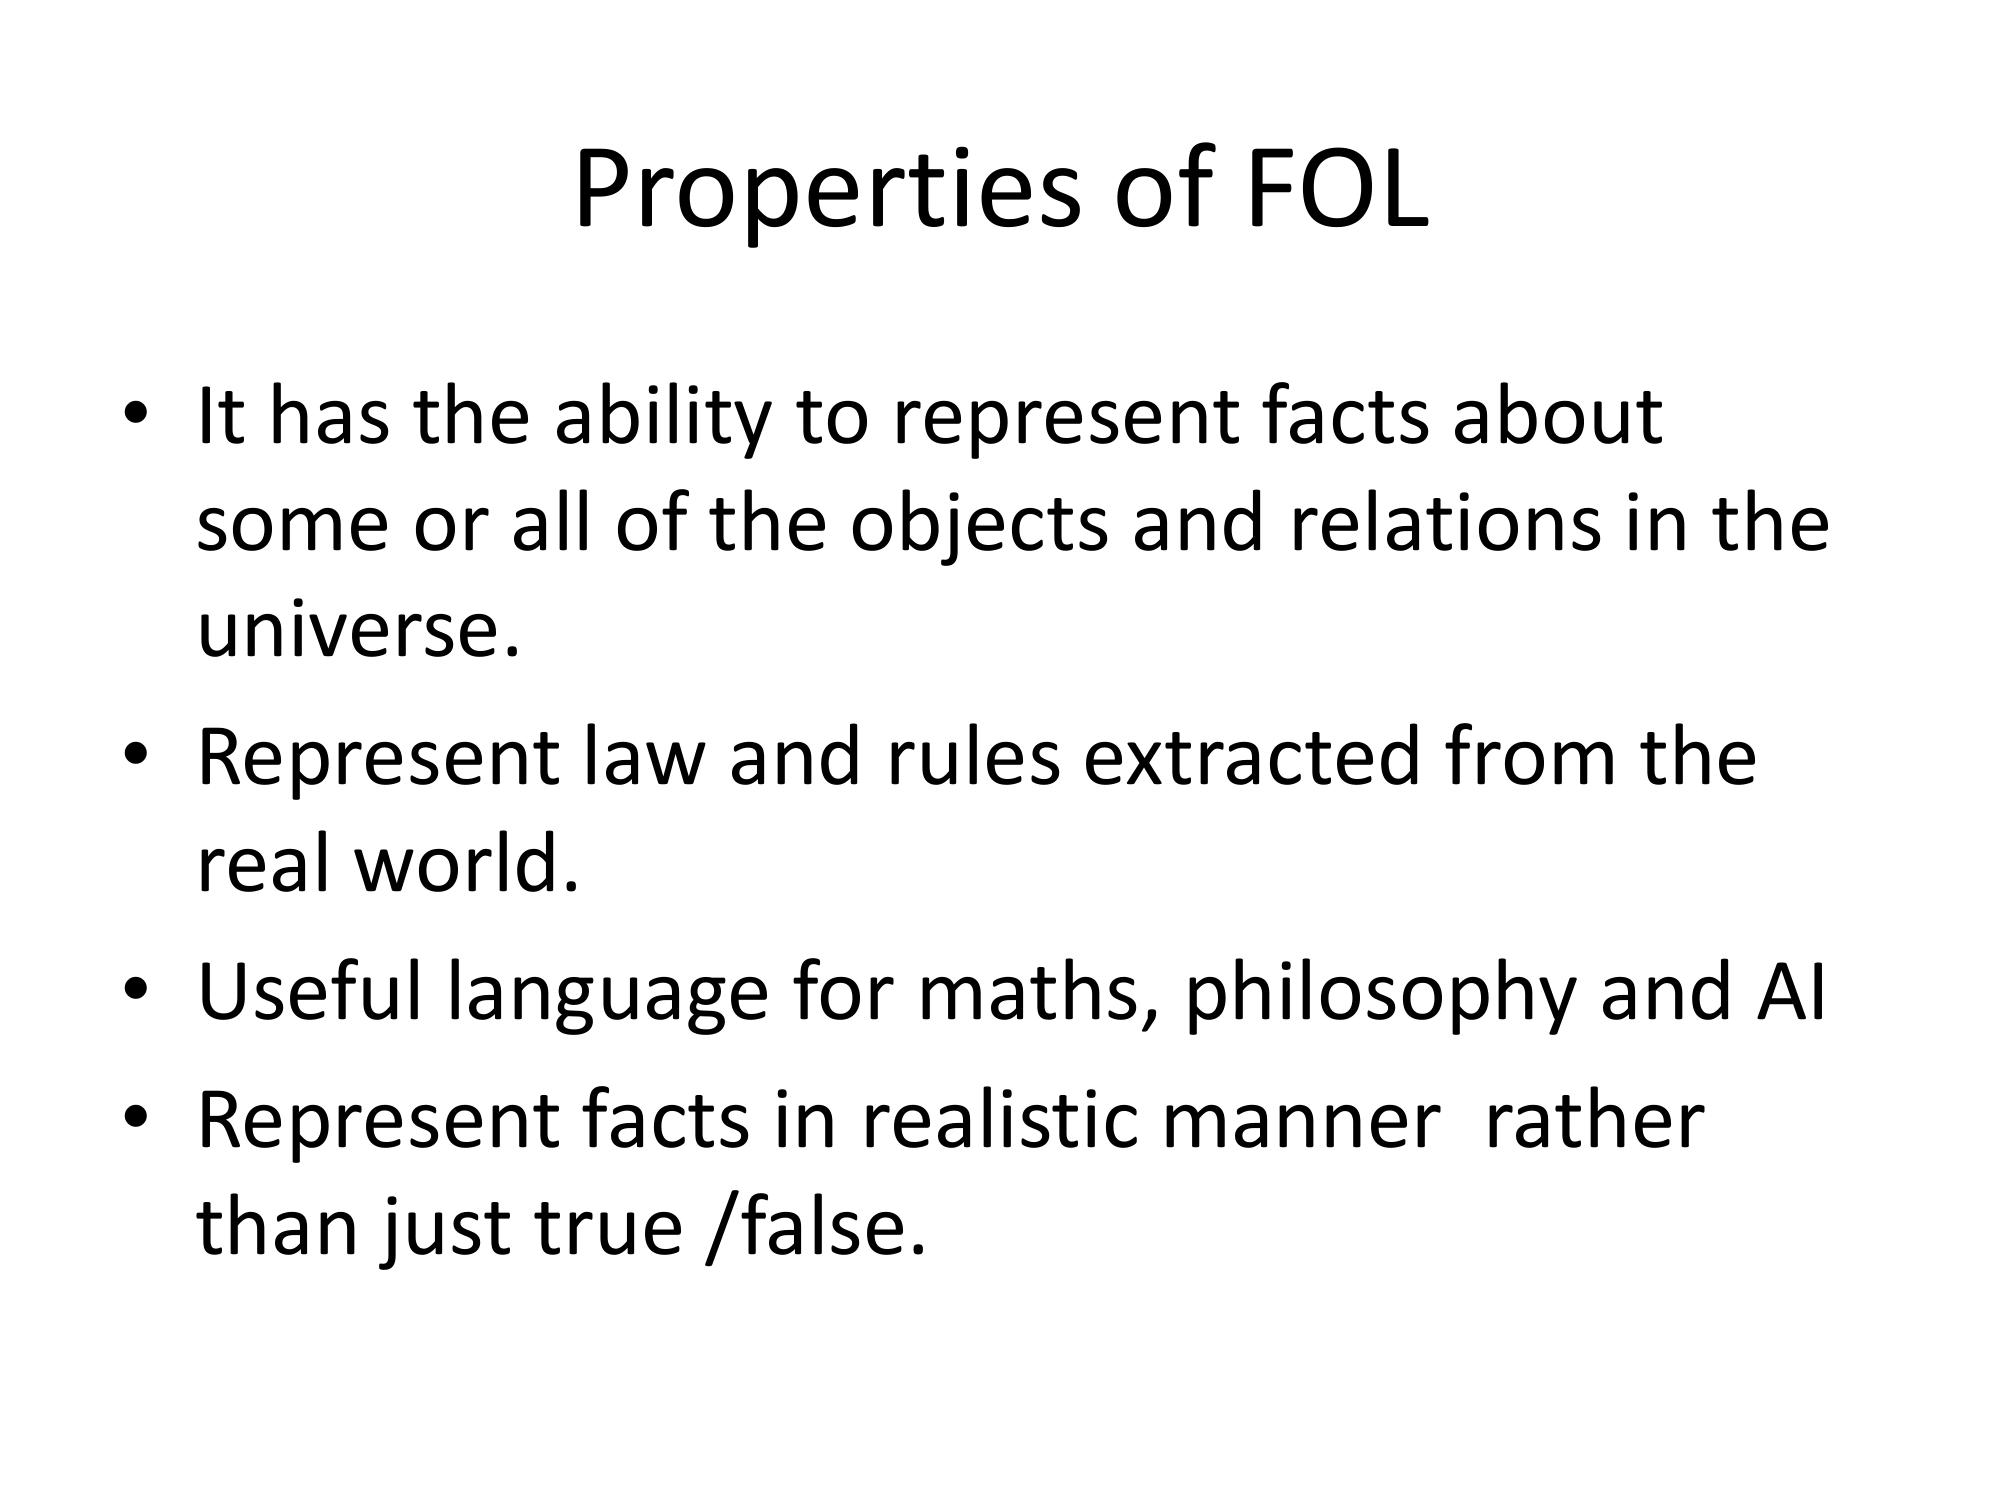 Properties of FOL
• It has the ability to represent facts about
some or all of the objects and relations in the
universe.
• Represent law and rules extracted from the
real world.
• Useful language for maths, philosophy and AI
• Represent facts in realistic manner  rather
than just true /false.